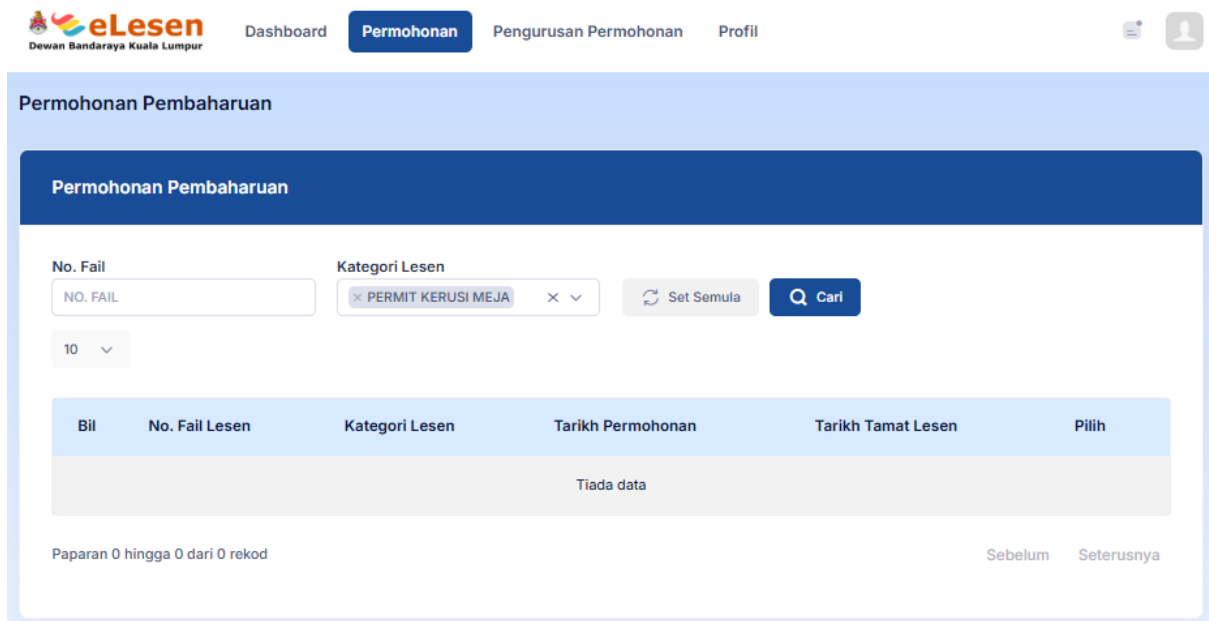 eLesen
Dewan Bandaraya Kuala Lumpur
Dashboard Permohonan Pengurusan Permohonan Profil
Permohonan Pembaharuan
Permohonan Pembaharuan
No. Fail Kategori Lesen
NO. FAIL × PERMIT KERUSI MEJA Set Semula Cari
10
Bil No. Fail Lesen Kategori Lesen Tarikh Permohonan Tarikh Tamat Lesen Pilih
Tiada data
Paparan 0 hingga 0 dari 0 rekod Sebelum Seterusnya